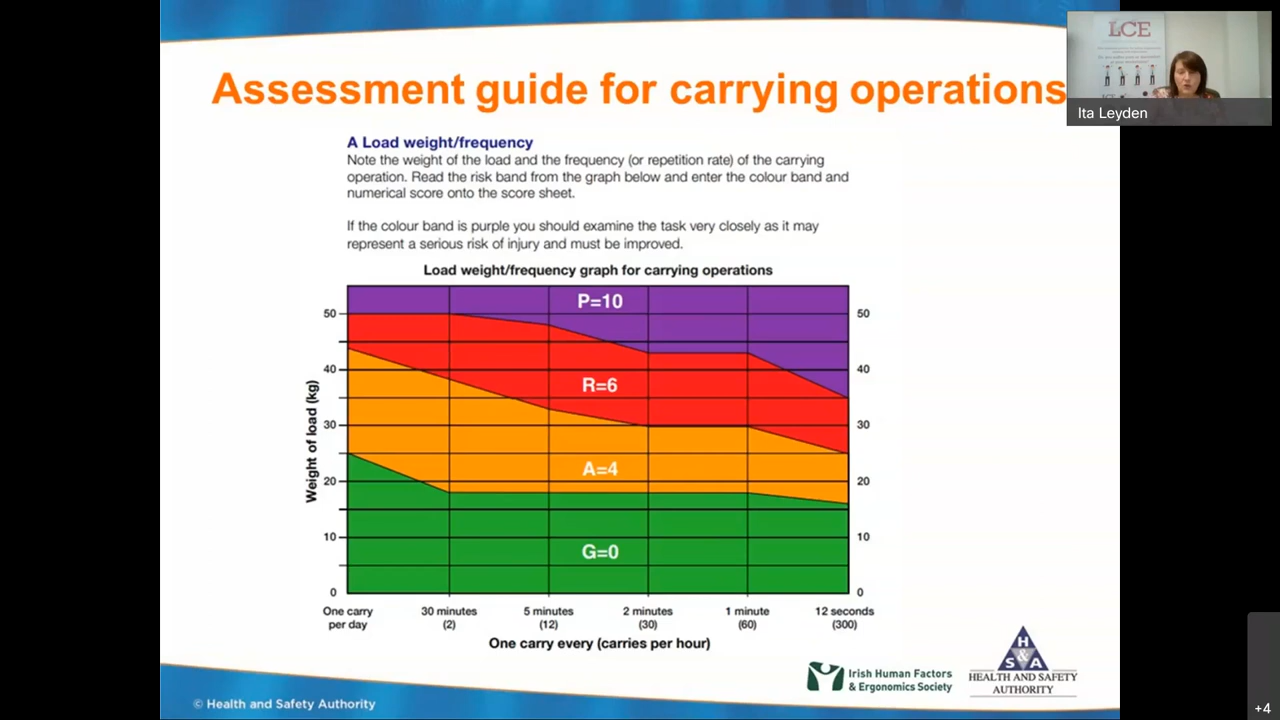 Assessment guide for carrying operations
LCE
Ita Leyden
A Load weight/frequency
Note the weight of the load and the frequency (or repetition rate) of the carrying
operation. Read the risk band from the graph below and enter the colour band and
numerical score onto the score sheet.
If the colour band is purple you should examine the task very closely as it may
represent a serious risk of injury and must be improved.
Load weight/frequency graph for carrying operations
P=10
R=6
A=4
G=0
Weight of load (kg)
50
40
30
20
10
0
50
40
30
20
10
0
One carry per day
30 minutes (2)
5 minutes (12)
2 minutes (30)
1 minute (60)
12 seconds (300)
One carry every (carries per hour)
Irish Human Factors
& Ergonomics Society
H
S & A
HEALTH AND SAFETY
AUTHORITY
© Health and Safety Authority
+4